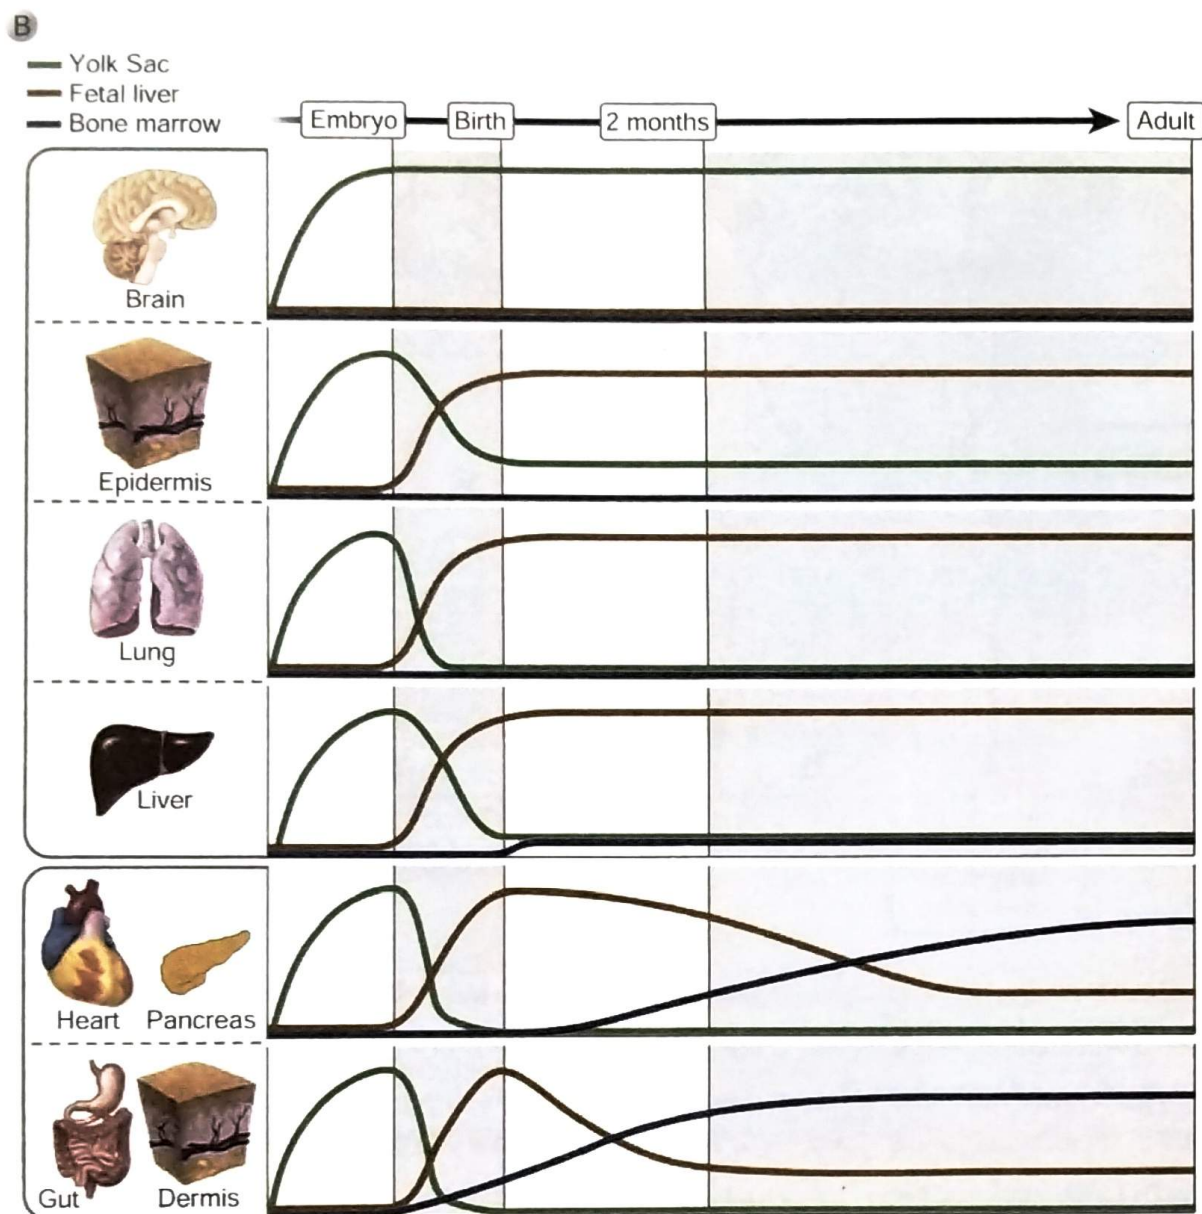 B
Yolk Sac
Fetal liver
Bone marrow
Embryo Birth 2 months Adult
Brain
Epidermis
Lung
Liver
Heart Pancreas
Gut Dermis